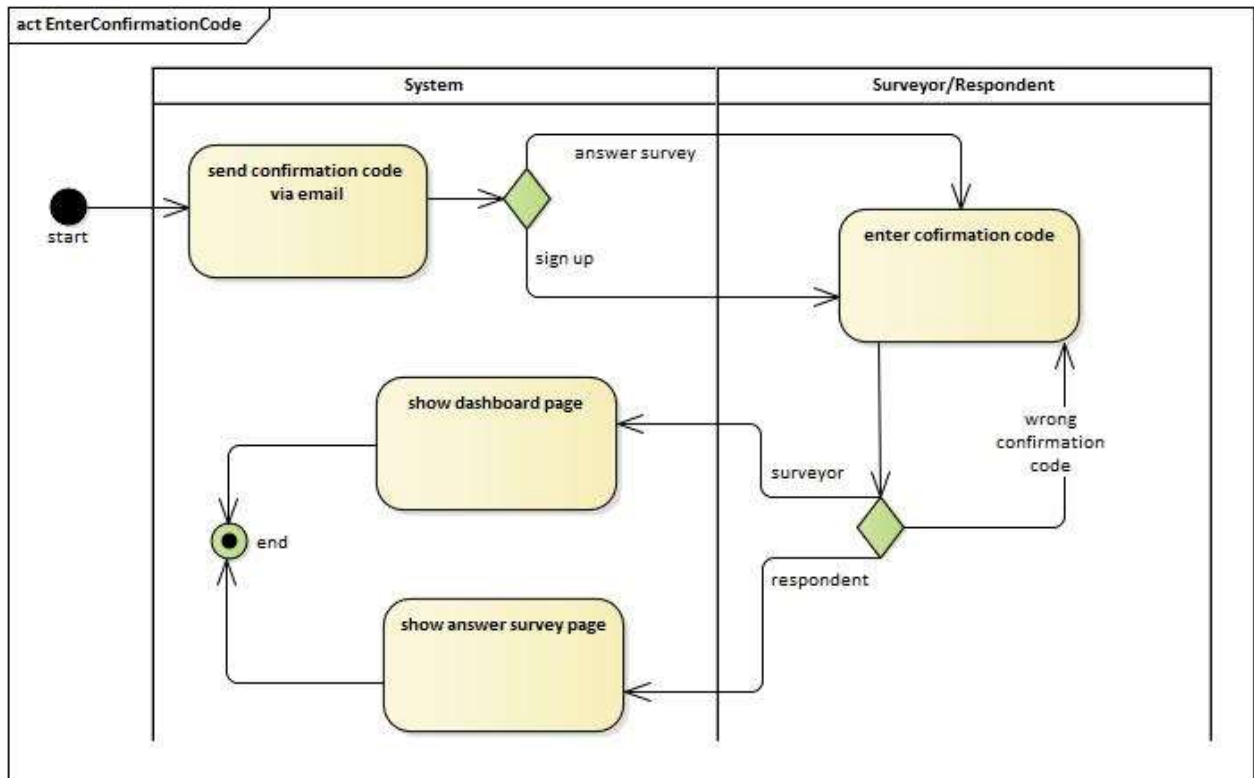 act EnterConfirmationCode
System
Surveyor/Respondent
send confirmation code
via email
answer survey
enter cofirmation code
start
sign up
show dashboard page
wrong
confirmation
code
surveyor
end
respondent
show answer survey page